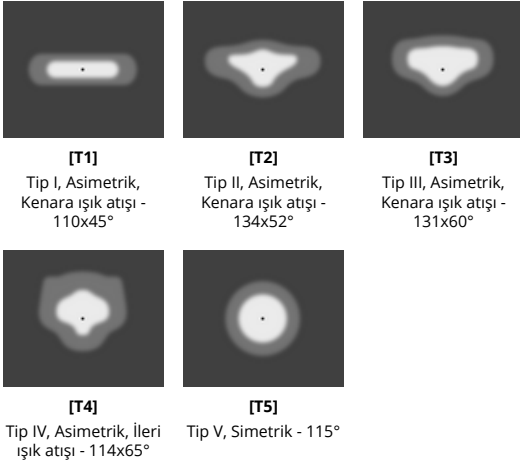 [T1]
Tip I, Asimetrik,
Kenara ışık atışı -
110x45°
[T2]
Tip II, Asimetrik,
Kenara ışık atışı -
134x52°
[T3]
Tip III, Asimetrik,
Kenara ışık atışı -
131x60°
[T4]
Tip IV, Asimetrik, İleri
ışık atışı - 114x65°
[T5]
Tip V, Simetrik - 115°